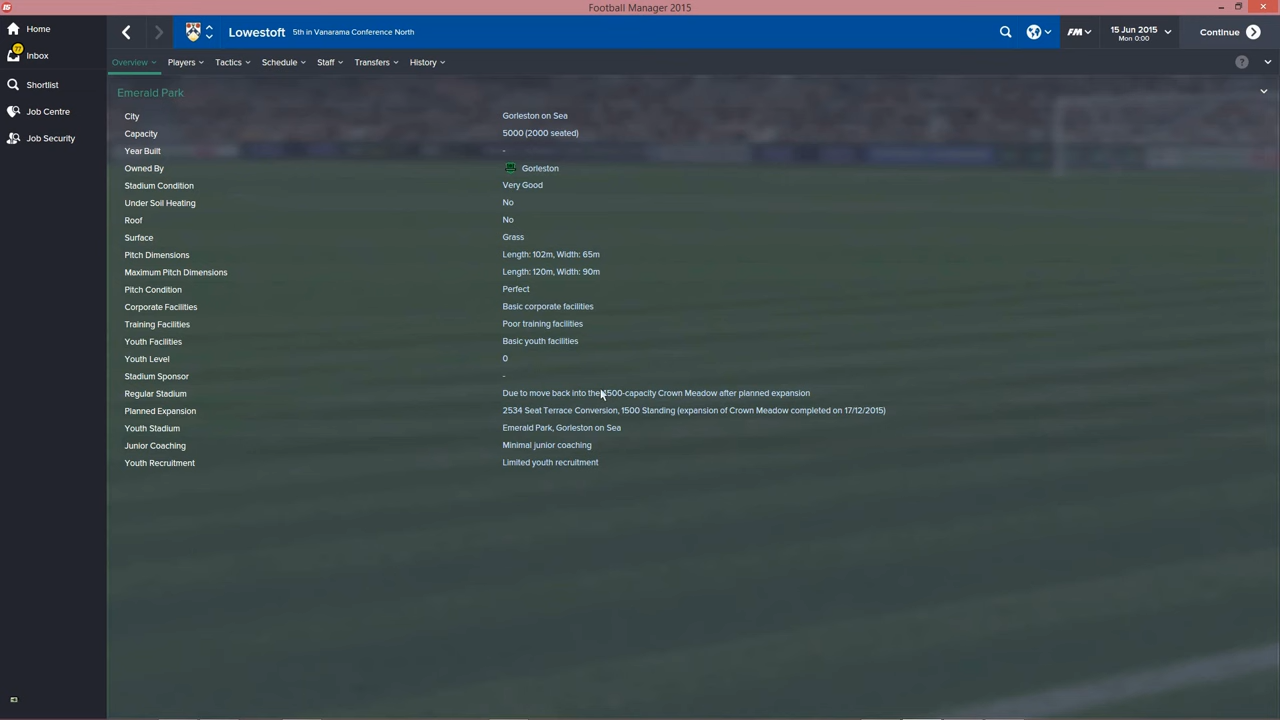 Football Manager 2015
Home
77
Inbox
Shortlist
Job Centre
Job Security
Lowestoft 5th in Vanarama Conference North
FM
15 Jun 2015
Mon 0:00
Continue
Overview Players Tactics Schedule Staff Transfers History
Emerald Park
City Gorleston on Sea
Capacity 5000 (2000 seated)
Year Built -
Owned By Gorleston
Stadium Condition Very Good
Under Soil Heating No
Roof No
Surface Grass
Pitch Dimensions Length: 102m, Width: 65m
Maximum Pitch Dimensions Length: 120m, Width: 90m
Pitch Condition Perfect
Corporate Facilities Basic corporate facilities
Training Facilities Poor training facilities
Youth Facilities Basic youth facilities
Youth Level 0
Stadium Sponsor -
Regular Stadium Due to move back into the 1500-capacity Crown Meadow after planned expansion
Planned Expansion 2534 Seat Terrace Conversion, 1500 Standing (expansion of Crown Meadow completed on 17/12/2015)
Youth Stadium Emerald Park, Gorleston on Sea
Junior Coaching Minimal junior coaching
Youth Recruitment Limited youth recruitment